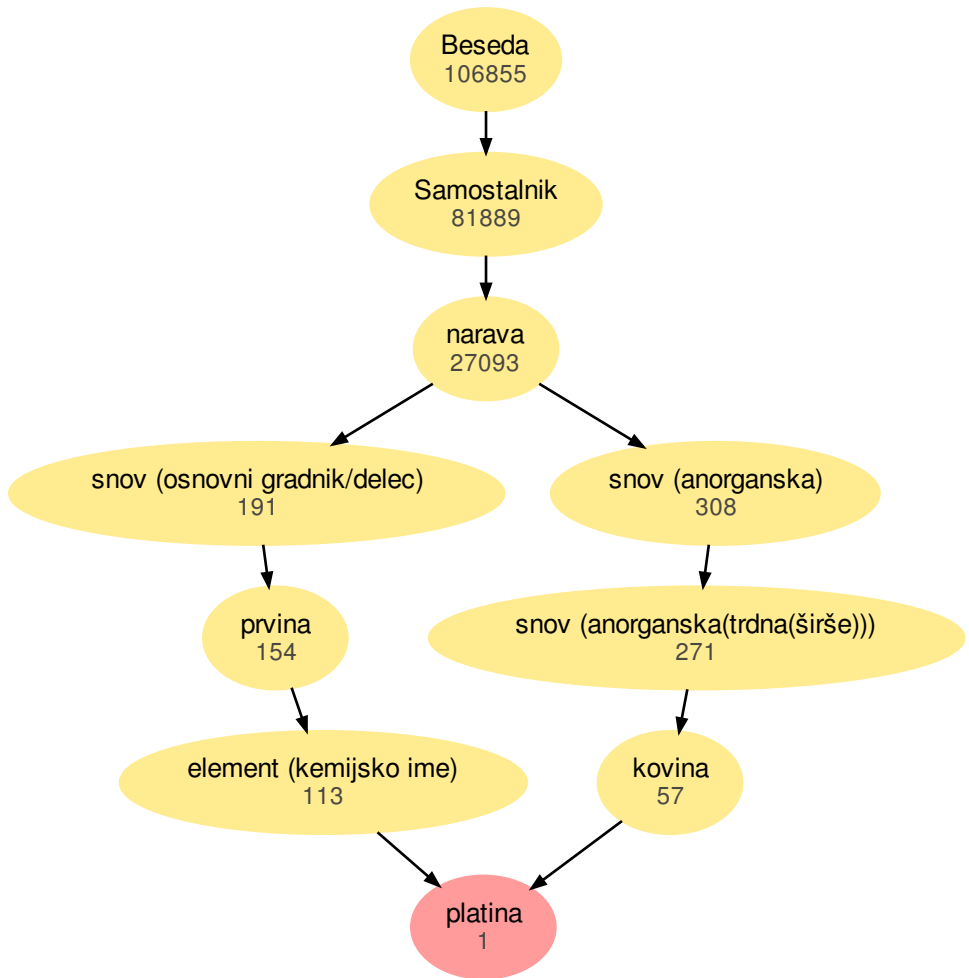 Beseda
106855
Samostalnik
81889
narava
27093
snov (osnovni gradnik/delec)
191
snov (anorganska)
308
prvina
154
snov (anorganska(trdna(širše)))
271
element (kemijsko ime)
113
kovina
57
platina
1